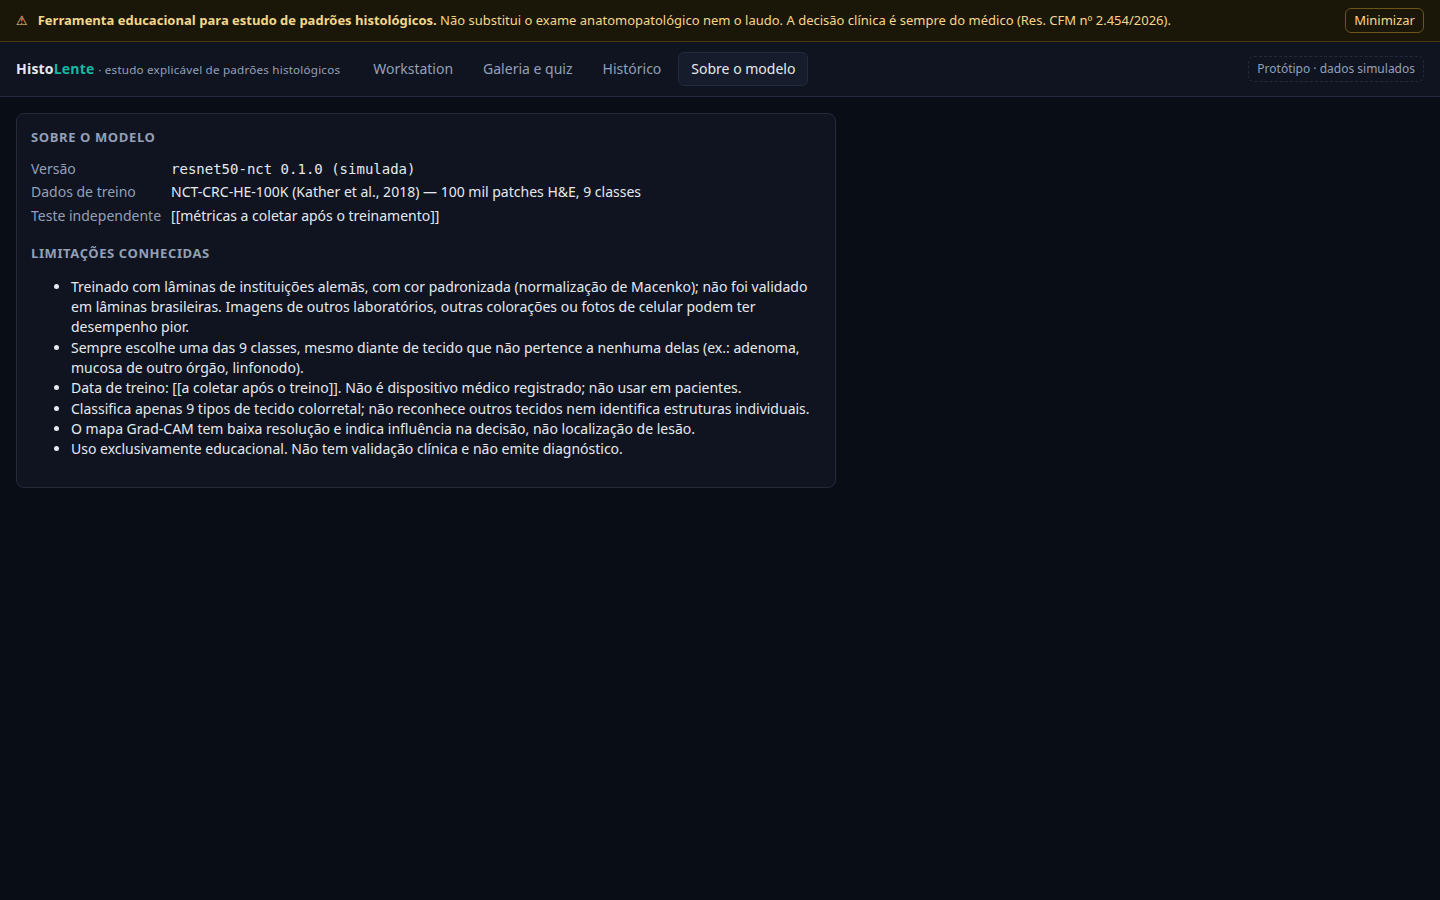 ⚠ Ferramenta educacional para estudo de padrões histológicos. Não substitui o exame anatomopatológico nem o laudo. A decisão clínica é sempre do médico (Res. CFM nº 2.454/2026). Minimizar
HistoLente · estudo explicável de padrões histológicos Workstation Galeria e quiz Histórico Sobre o modelo Protótipo · dados simulados
SOBRE O MODELO
Versão resnet50-nct 0.1.0 (simulada)
Dados de treino NCT-CRC-HE-100K (Kather et al., 2018) — 100 mil patches H&E, 9 classes
Teste independente [[métricas a coletar após o treinamento]]
LIMITAÇÕES CONHECIDAS
• Treinado com lâminas de instituições alemãs, com cor padronizada (normalização de Macenko); não foi validado
em lâminas brasileiras. Imagens de outros laboratórios, outras colorações ou fotos de celular podem ter
desempenho pior.
• Sempre escolhe uma das 9 classes, mesmo diante de tecido que não pertence a nenhuma delas (ex.: adenoma,
mucosa de outro órgão, linfonodo).
• Data de treino: [[a coletar após o treino]]. Não é dispositivo médico registrado; não usar em pacientes.
• Classifica apenas 9 tipos de tecido colorretal; não reconhece outros tecidos nem identifica estruturas individuais.
• O mapa Grad-CAM tem baixa resolução e indica influência na decisão, não localização de lesão.
• Uso exclusivamente educacional. Não tem validação clínica e não emite diagnóstico.